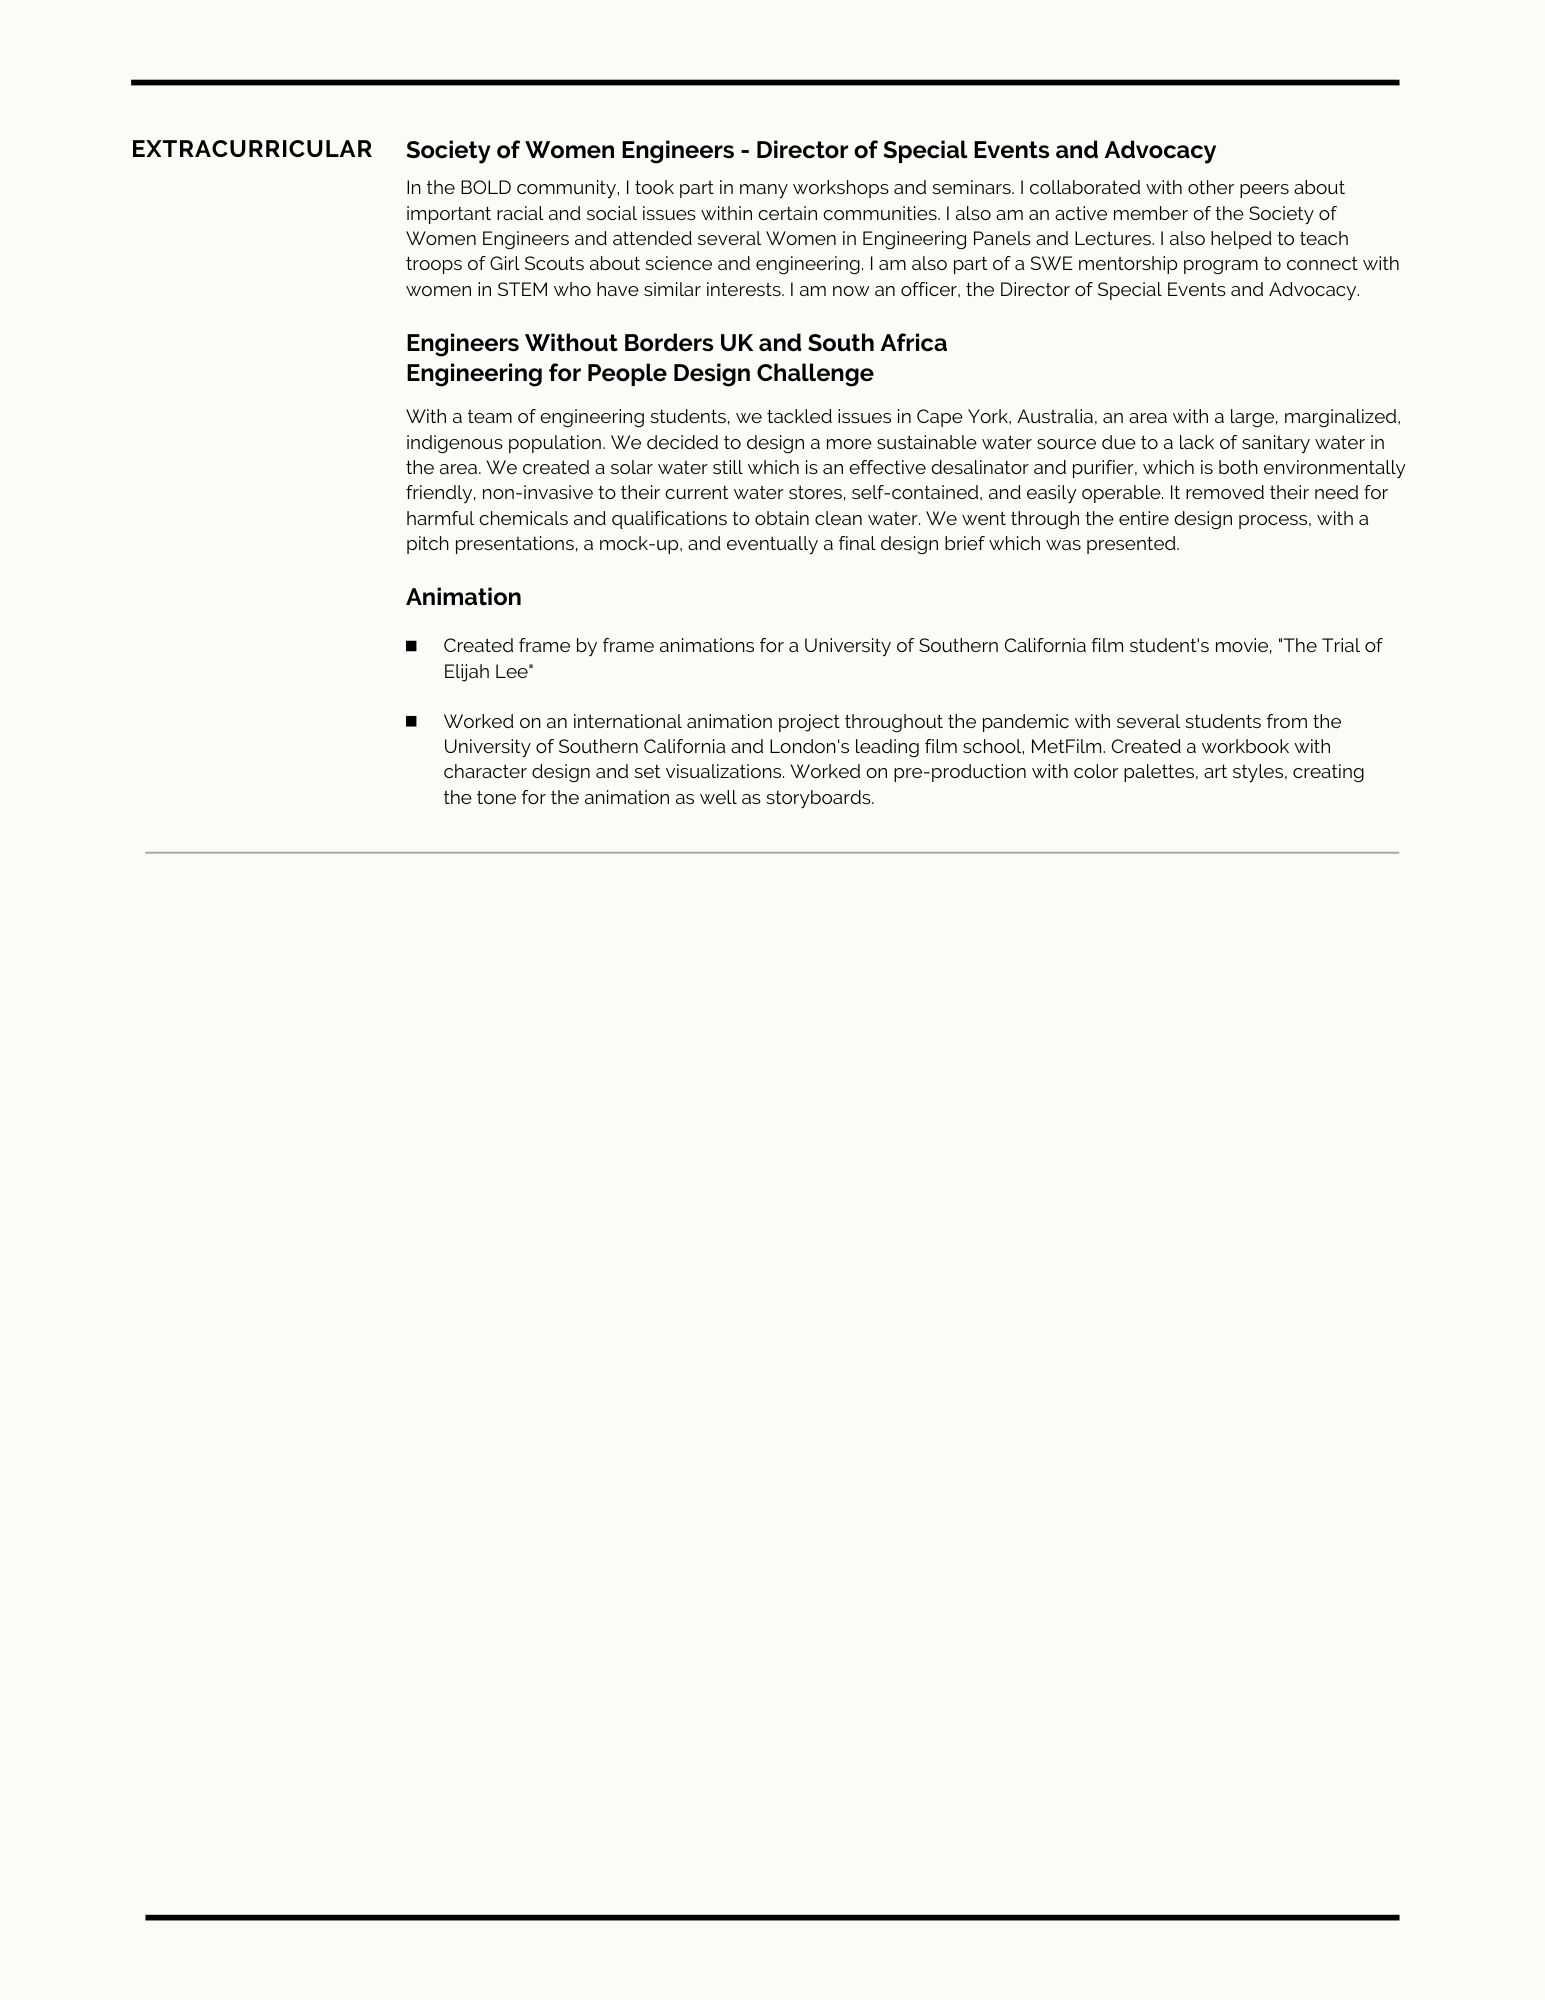 EXTRACURRICULAR
Society of Women Engineers - Director of Special Events and Advocacy
In the BOLD community, I took part in many workshops and seminars. I collaborated with other peers about
important racial and social issues within certain communities. I also am an active member of the Society of
Women Engineers and attended several Women in Engineering Panels and Lectures. I also helped to teach
troops of Girl Scouts about science and engineering. I am also part of a SWE mentorship program to connect with
women in STEM who have similar interests. I am now an officer, the Director of Special Events and Advocacy.
Engineers Without Borders UK and South Africa
Engineering for People Design Challenge
With a team of engineering students, we tackled issues in Cape York, Australia, an area with a large, marginalized,
indigenous population. We decided to design a more sustainable water source due to a lack of sanitary water in
the area. We created a solar water still which is an effective desalinator and purifier, which is both environmentally
friendly, non-invasive to their current water stores, self-contained, and easily operable. It removed their need for
harmful chemicals and qualifications to obtain clean water. We went through the entire design process, with a
pitch presentations, a mock-up, and eventually a final design brief which was presented.
Animation
■ Created frame by frame animations for a University of Southern California film student's movie, "The Trial of
Elijah Lee"
■ Worked on an international animation project throughout the pandemic with several students from the
University of Southern California and London's leading film school, MetFilm. Created a workbook with
character design and set visualizations. Worked on pre-production with color palettes, art styles, creating
the tone for the animation as well as storyboards.